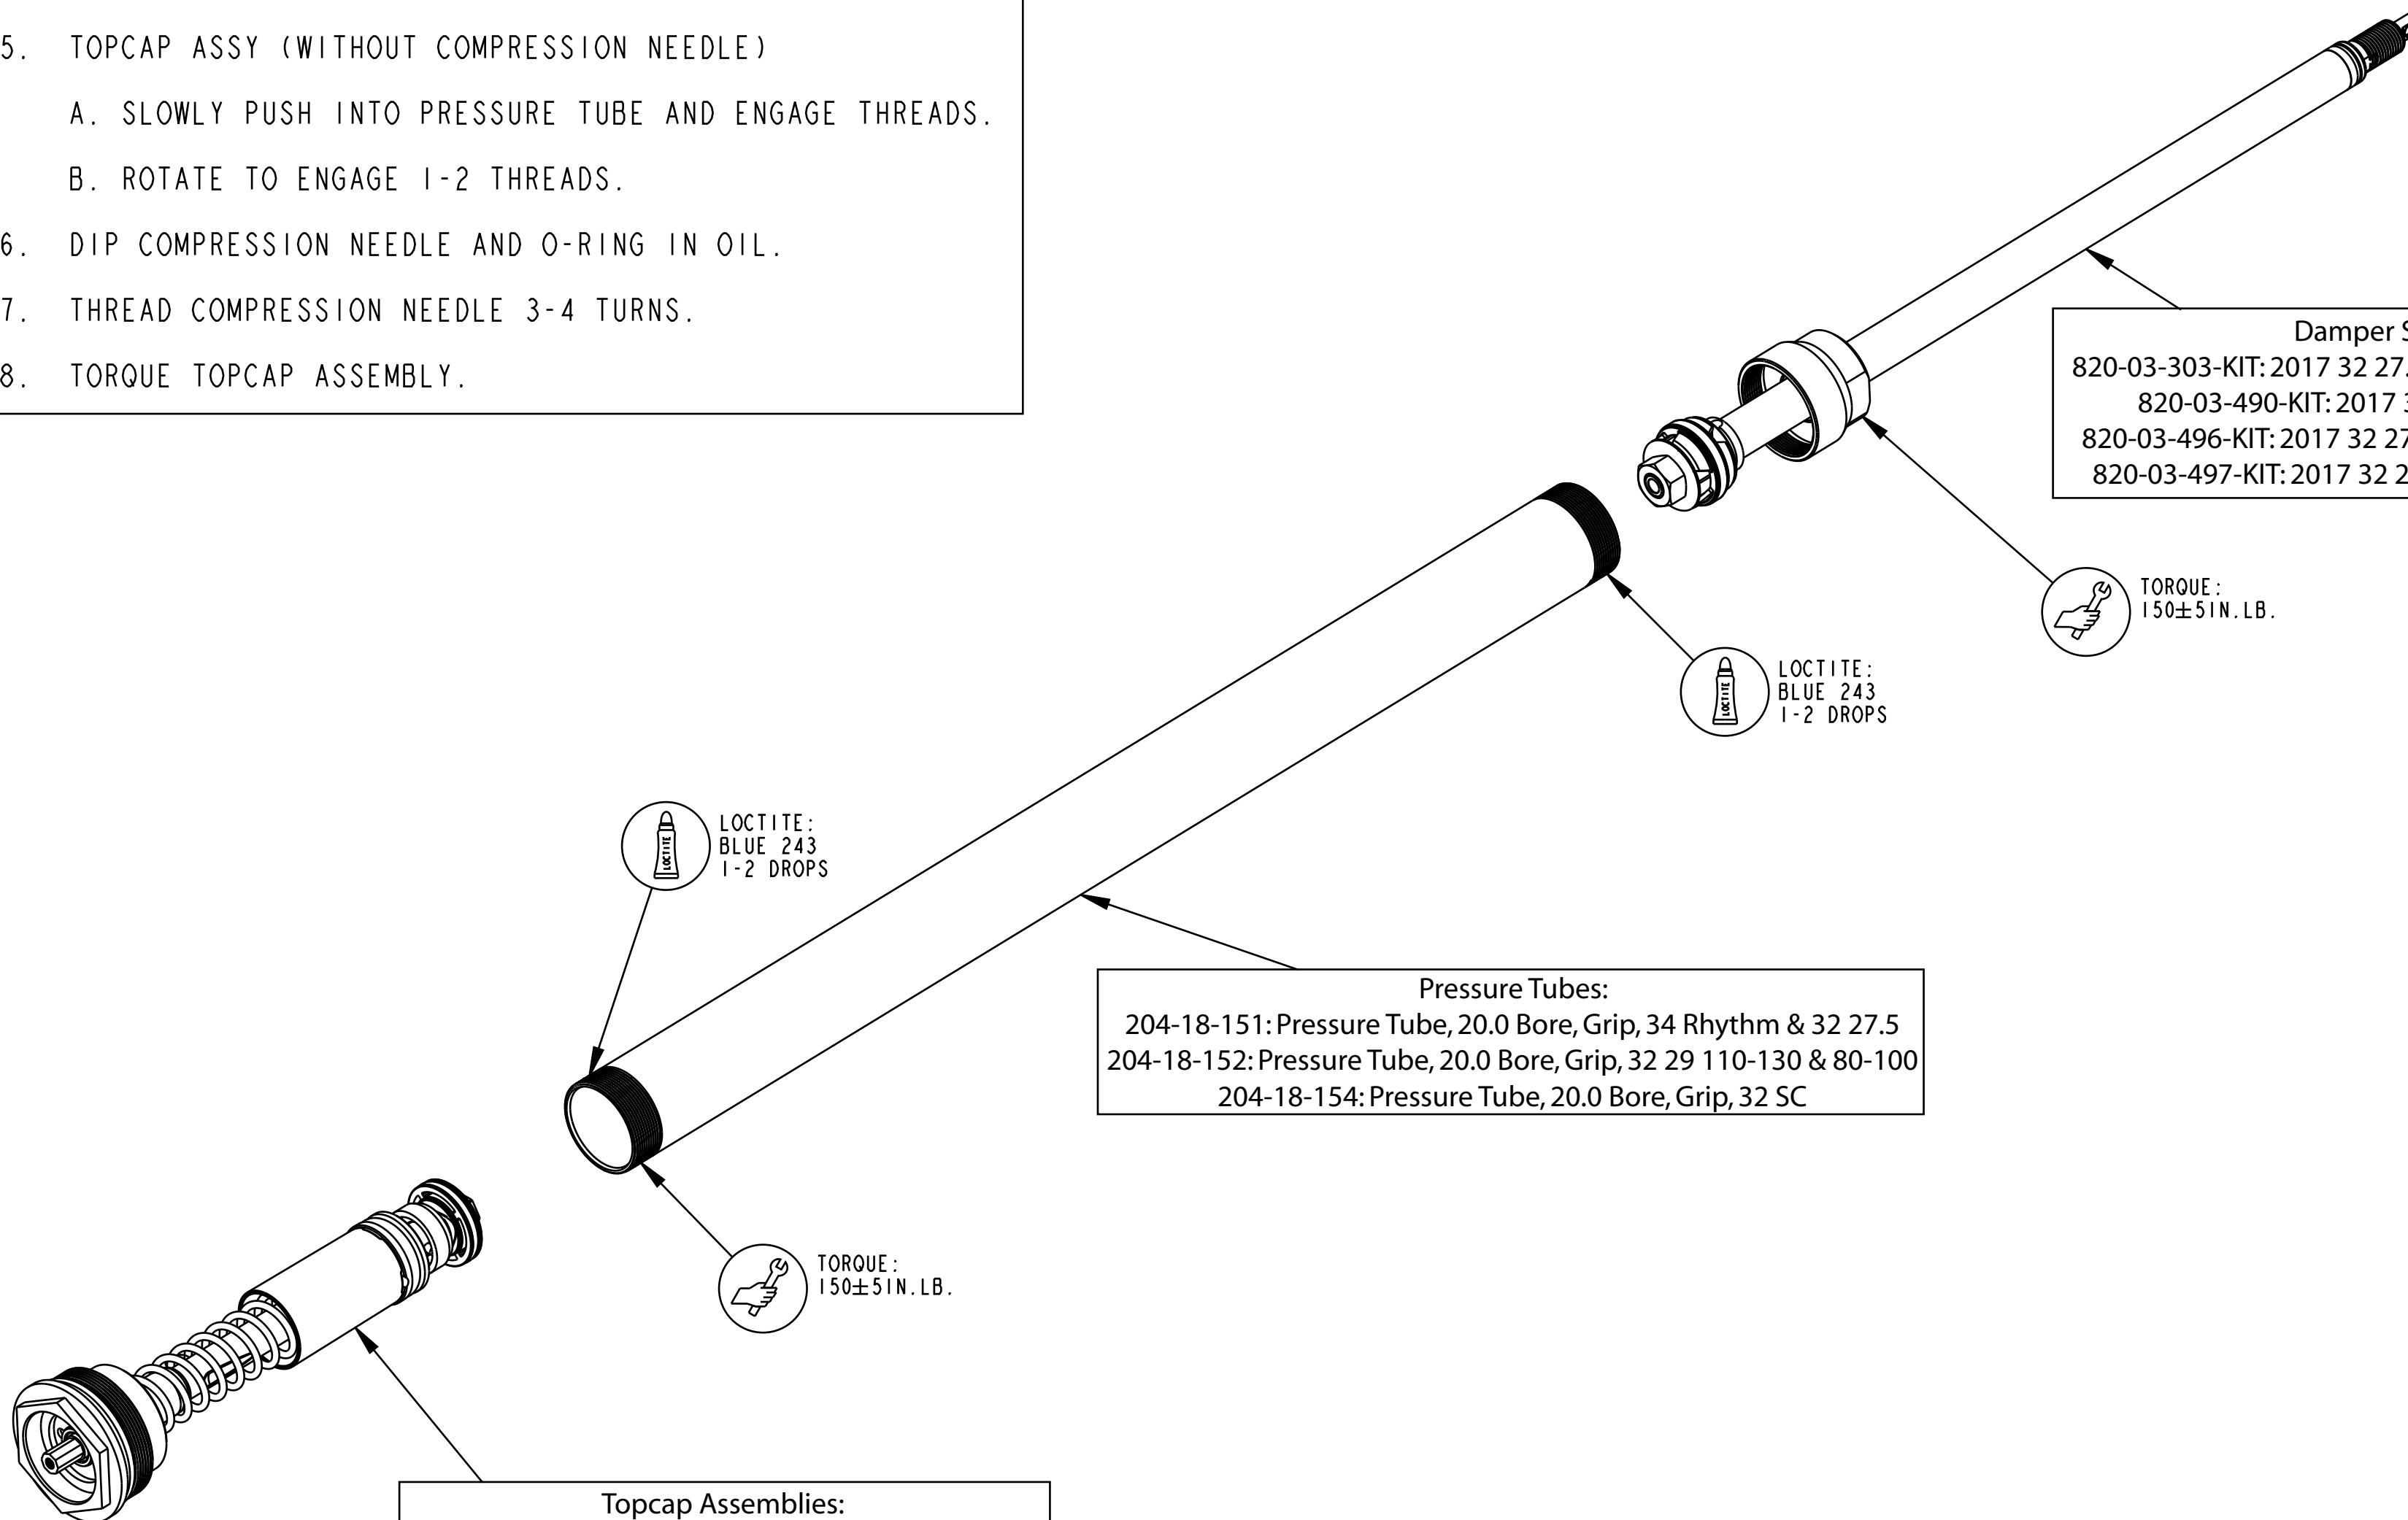 5. TOPCAP ASSY (WITHOUT COMPRESSION NEEDLE)
A. SLOWLY PUSH INTO PRESSURE TUBE AND ENGAGE THREADS.
B. ROTATE TO ENGAGE 1-2 THREADS.
6. DIP COMPRESSION NEEDLE AND O-RING IN OIL.
7. THREAD COMPRESSION NEEDLE 3-4 TURNS.
8. TORQUE TOPCAP ASSEMBLY.
Damper S
820-03-303-KIT: 2017 32 27.
820-03-490-KIT: 2017 3
820-03-496-KIT: 2017 32 27
820-03-497-KIT: 2017 32 2
TORQUE:
150±5IN.LB.
LOCTITE
LOCTITE:
BLUE 243
1-2 DROPS
LOCTITE
LOCTITE:
BLUE 243
1-2 DROPS
Pressure Tubes:
204-18-151: Pressure Tube, 20.0 Bore, Grip, 34 Rhythm & 32 27.5
204-18-152: Pressure Tube, 20.0 Bore, Grip, 32 29 110-130 & 80-100
204-18-154: Pressure Tube, 20.0 Bore, Grip, 32 SC
TORQUE:
150±5IN.LB.
Topcap Assemblies: